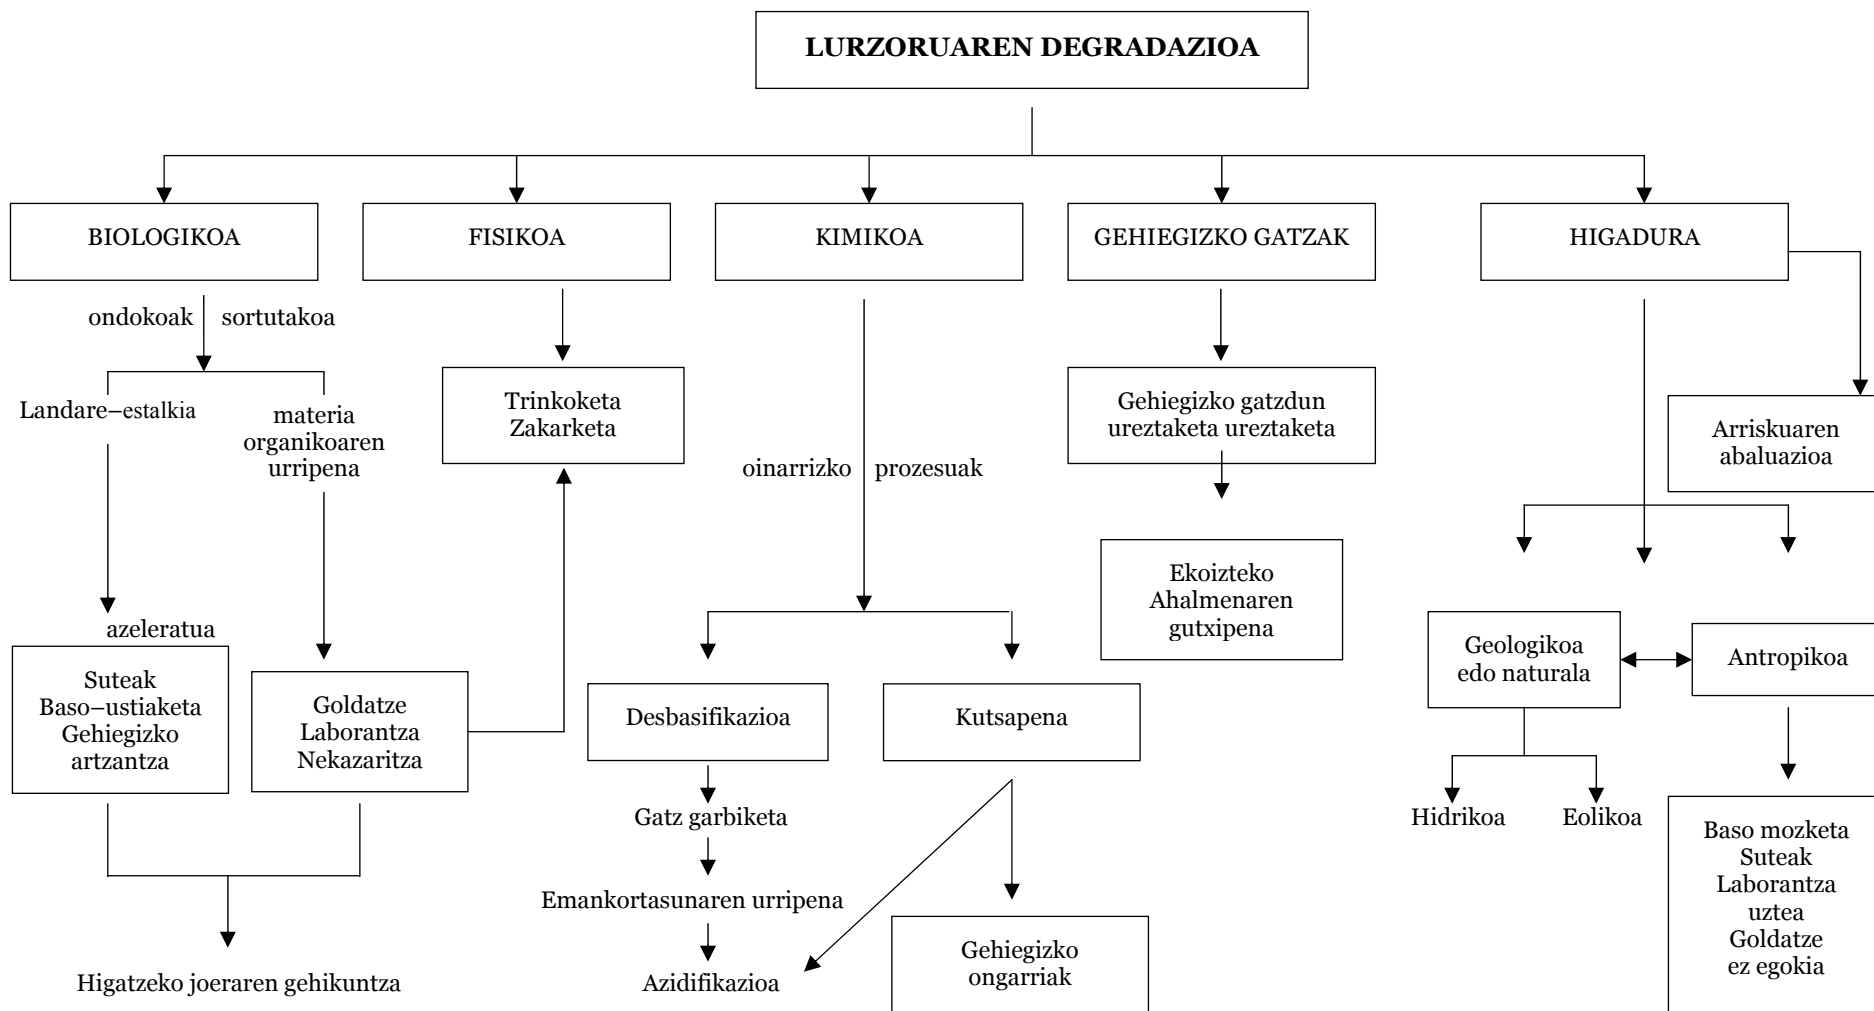 LURZORUAREN DEGRADAZIOA
BIOLOGIKOA
FISIKOA
KIMIKOA
GEHIEGIZKO GATZAK
HIGADURA
ondokoak
sortutakoa
Landare–estalkia
materia
organikoaren
urripena
Trinkoketa
Zakarketa
oinarrizko
prozesuak
Gehiegizko gatzdun
ureztaketa ureztaketa
Arriskuaren
abaluazioa
Ekoizteko
Ahalmenaren
gutxipena
azeleratua
Suteak
Baso–ustiaketa
Gehiegizko
artzantza
Goldatze
Laborantza
Nekazaritza
Desbasifikazioa
Kutsapena
Geologikoa
edo naturala
Antropikoa
Gatz garbiketa
Hidrikoa
Eolikoa
Emankortasunaren urripena
Baso mozketa
Suteak
Laborantza
uztea
Goldatze
ez egokia
Higatzeko joeraren gehikuntza
Azidifikazioa
Gehiegizko
ongarriak